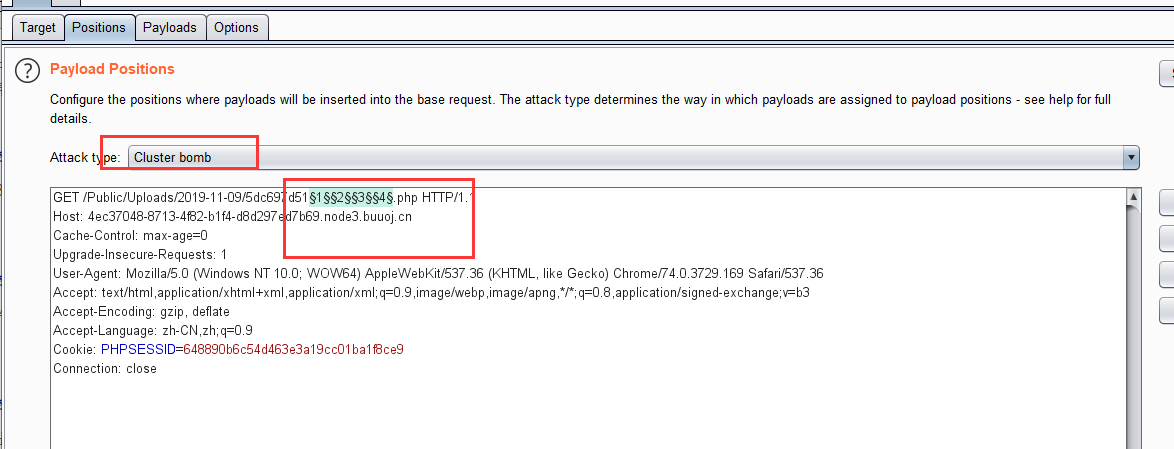 Target Positions Payloads Options
? Payload Positions
Configure the positions where payloads will be inserted into the base request. The attack type determines the way in which payloads are assigned to payload positions - see help for full
details.
Attack type: Cluster bomb
GET /Public/Uploads/2019-11-09/5dc697d51§1§§2§§3§§4§.php HTTP/1.1
Host: 4ec37048-8713-4f82-b1f4-d8d297ed7b69.node3.buuoj.cn
Cache-Control: max-age=0
Upgrade-Insecure-Requests: 1
User-Agent: Mozilla/5.0 (Windows NT 10.0; WOW64) AppleWebKit/537.36 (KHTML, like Gecko) Chrome/74.0.3729.169 Safari/537.36
Accept: text/html,application/xhtml+xml,application/xml;q=0.9,image/webp,image/apng,*/*;q=0.8,application/signed-exchange;v=b3
Accept-Encoding: gzip, deflate
Accept-Language: zh-CN,zh;q=0.9
Cookie: PHPSESSID=648890b6c54d463e3a19cc01ba1f8ce9
Connection: close